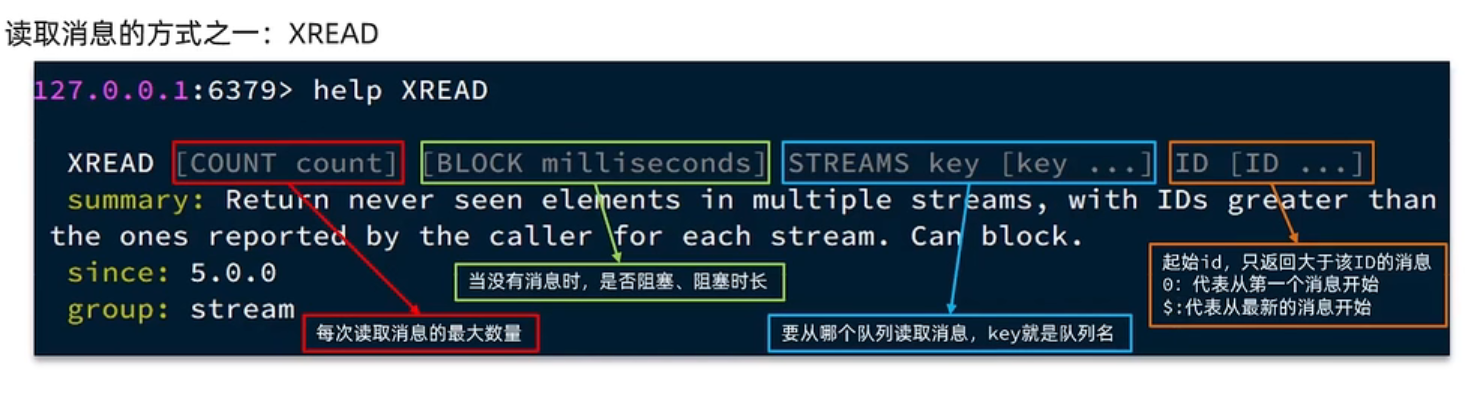 读取消息的方式之一：XREAD
127.0.0.1:6379> help XREAD
XREAD [COUNT count] [BLOCK milliseconds] STREAMS key [key ...] ID [ID ...]
summary: Return never seen elements in multiple streams, with IDs greater than
the ones reported by the caller for each stream. Can block.
since: 5.0.0
group: stream
当没有消息时，是否阻塞、阻塞时长
每次读取消息的最大数量
要从哪个队列读取消息，key就是队列名
起始id，只返回大于该ID的消息
0：代表从第一个消息开始
$:代表从最新的消息开始